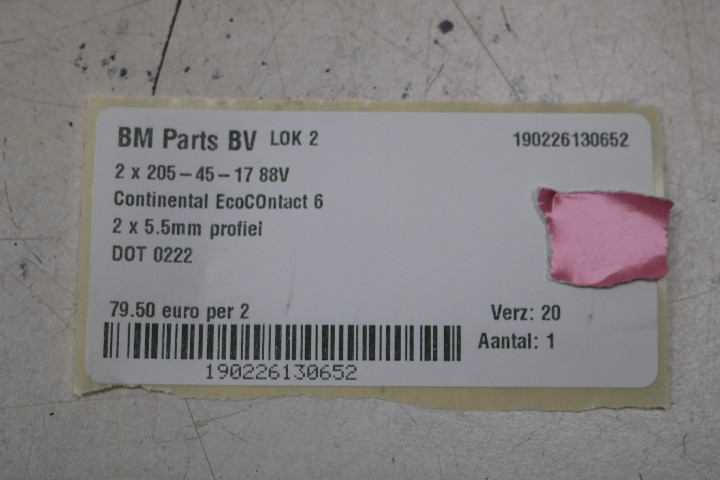 BM Parts BV LOK 2 190226130652
2 x 205-45-17 88V
Continental EcoCOntact 6
2 x 5.5mm profiel
DOT 0222
79.50 euro per 2 Verz: 20
Aantal: 1
190226130652